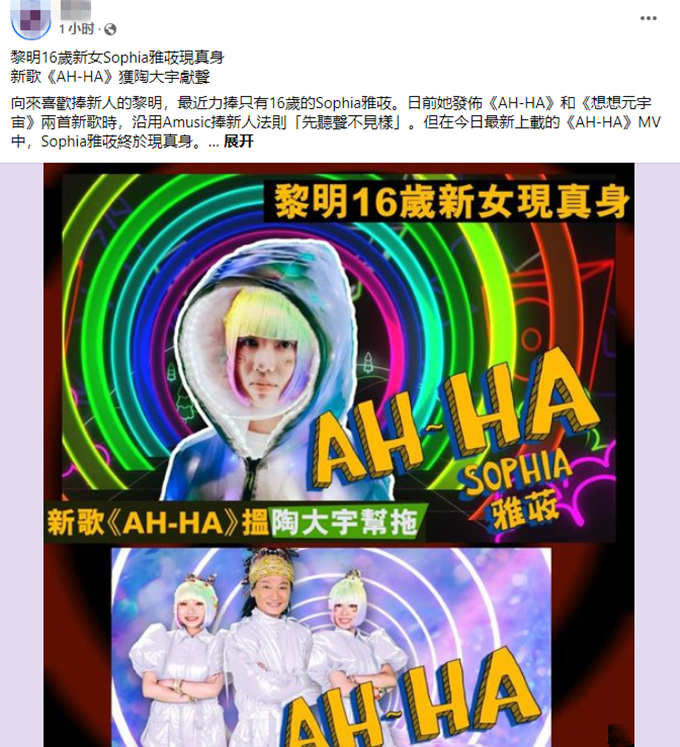 1 小时 ·
黎明16歲新女Sophia雅莜現真身
新歌《AH-HA》獲陶大宇獻聲
向來喜歡捧新人的黎明，最近力捧只有16歲的Sophia雅莜。日前她發佈《AH-HA》和《想想元宇
宙》兩首新歌時，沿用Amusic捧新人法則「先聽聲不見樣」。但在今日最新上載的《AH-HA》MV
中，Sophia雅莜終於現真身。... 展开
黎明16歲新女現真身
AH~HA
SOPHIA
雅莜
新歌《AH-HA》搵陶大宇幫拖
AH~HA